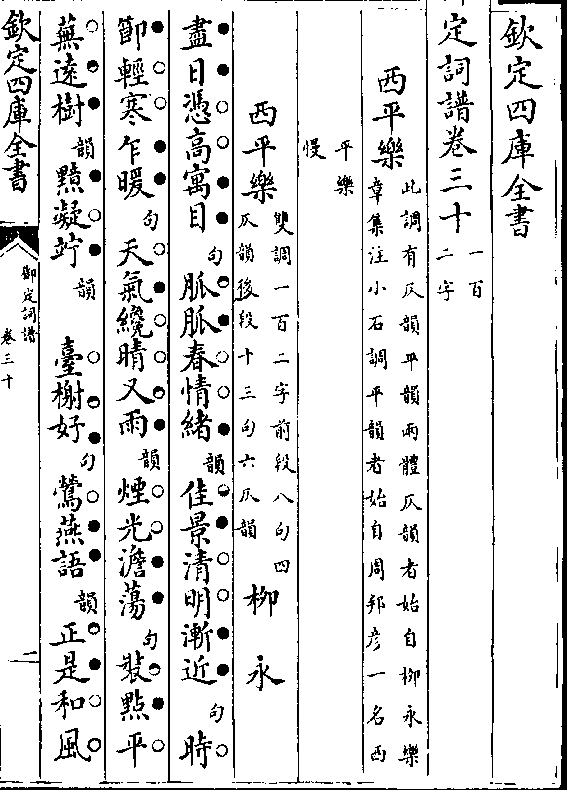 欽定四庫全書
定詞譜卷三十
一百
二字
西平樂
此調有仄韻平韻兩體仄韻者始自柳永樂
章集注小石調平韻者始自周邦彦一名西
平樂
慢
西平樂
雙調一百二字前段八句四
仄韻後段十三句六仄韻
柳永
盡日憑高寓目句脈脈春情緒韻佳景清明漸近句時
節輕寒乍暖句天氣纔晴又雨韻煙光澹蕩句裝點平
蕪遠樹韻黯凝竚韻臺榭好句鶯燕語韻正是和風
欽定四庫全書
御定詞譜
卷三十
二